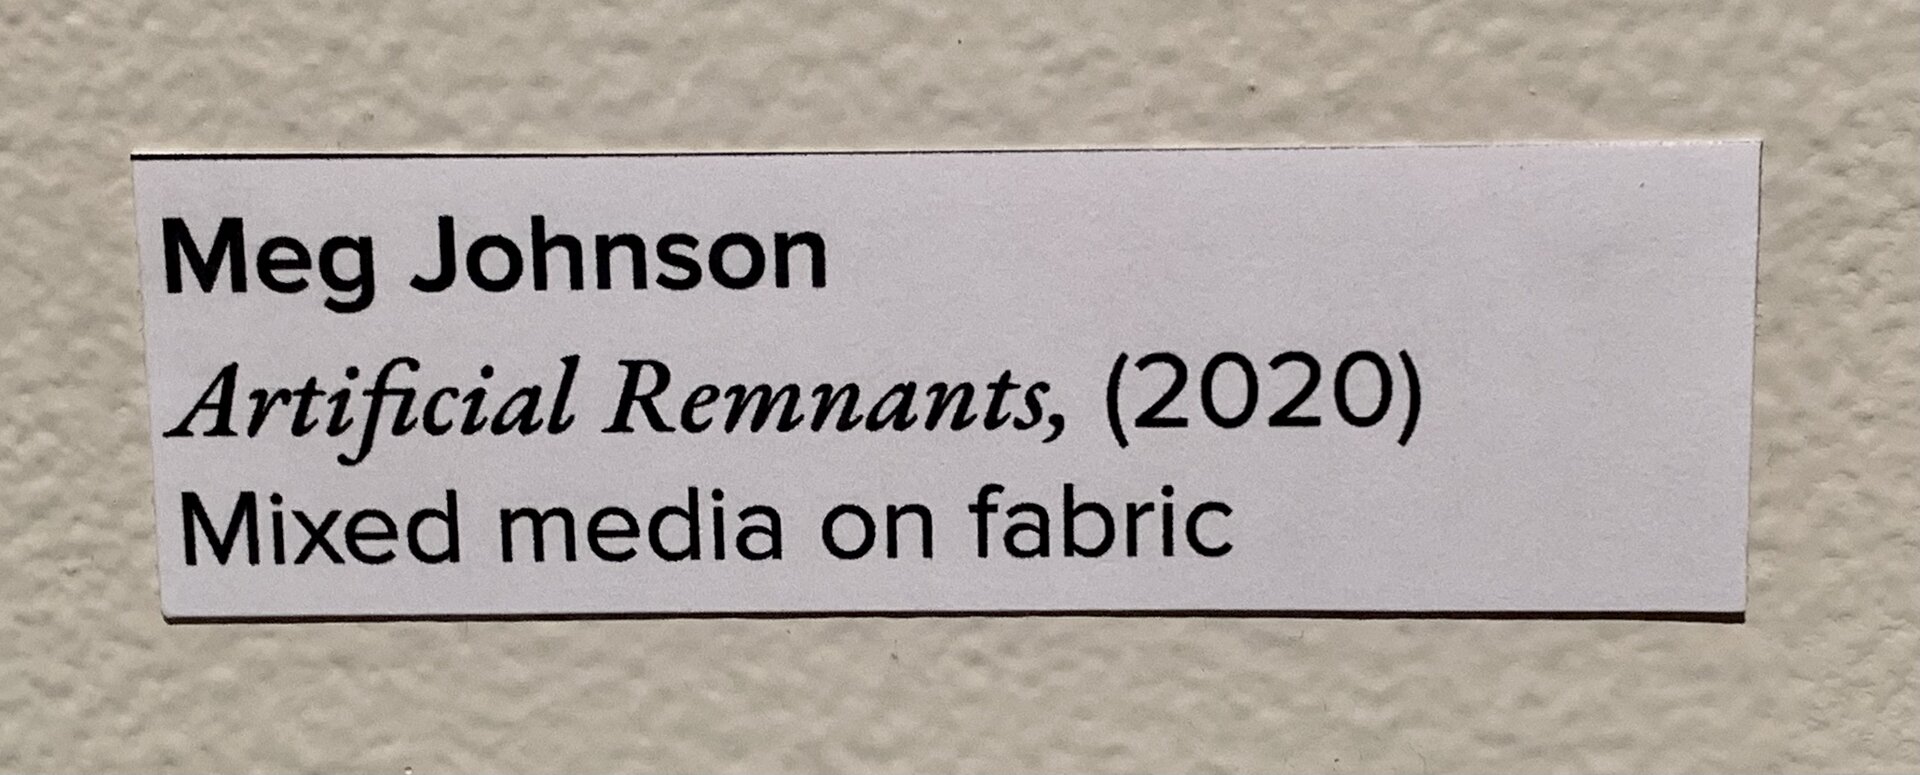 Meg Johnson
Artificial Remnants, (2020)
Mixed media on fabric